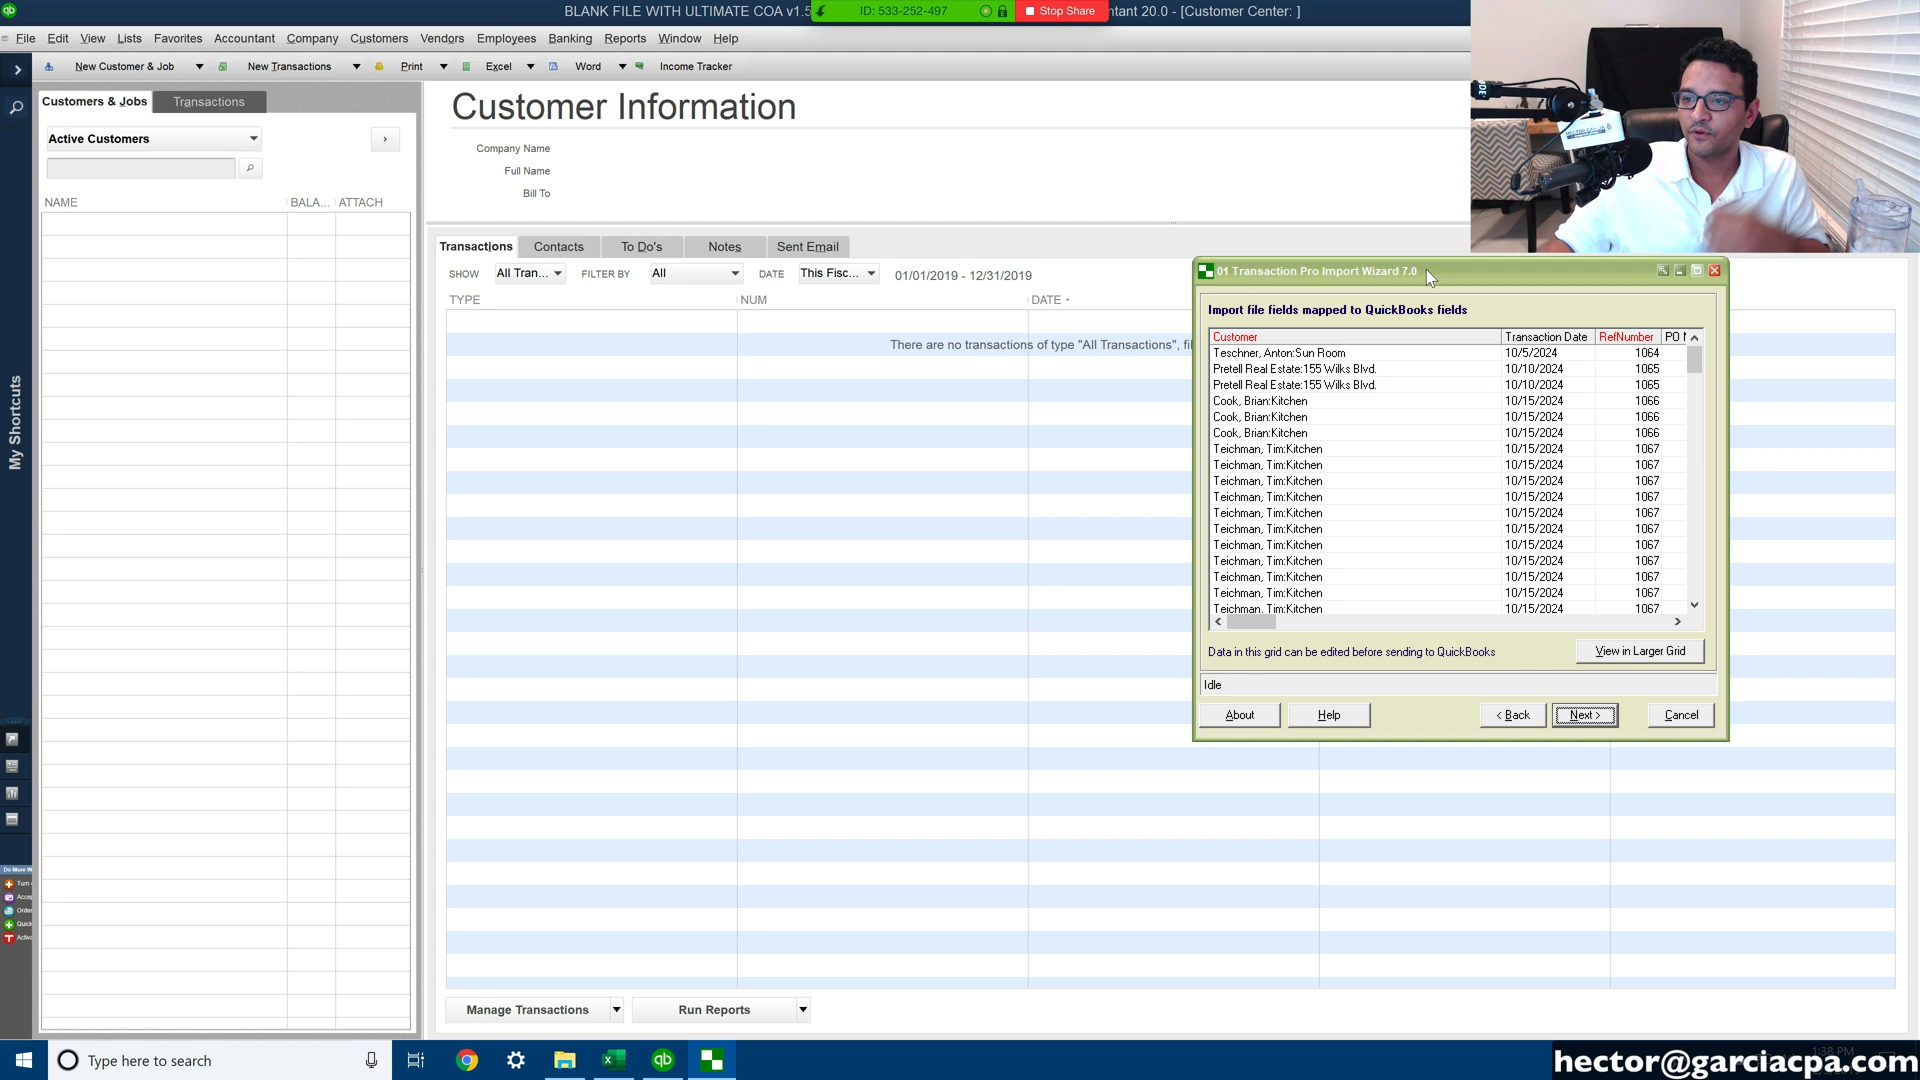 BLANK FILE WITH ULTIMATE COA v1.5
ID: 533-252-497
Stop Share
tant 20.0 - [Customer Center: ]
File Edit View Lists Favorites Accountant Company Customers Vendors Employees Banking Reports Window Help
New Customer & Job New Transactions Print Excel Word Income Tracker
Customers & Jobs Transactions
Active Customers
NAME BALA... ATTACH
My Shortcuts
Do More W
Turn
Acce
Order
Quick
Activ
Customer Information
Company Name
Full Name
Bill To
Transactions Contacts To Do's Notes Sent Email
SHOW All Tran... FILTER BY All DATE This Fisc... 01/01/2019 - 12/31/2019
TYPE NUM DATE
There are no transactions of type "All Transactions", fil
01 Transaction Pro Import Wizard 7.0
Import file fields mapped to QuickBooks fields
Customer Transaction Date RefNumber PO N
Teschner, Anton:Sun Room 10/5/2024 1064
Pretell Real Estate:155 Wilks Blvd. 10/10/2024 1065
Pretell Real Estate:155 Wilks Blvd. 10/10/2024 1065
Cook, Brian:Kitchen 10/15/2024 1066
Cook, Brian:Kitchen 10/15/2024 1066
Cook, Brian:Kitchen 10/15/2024 1066
Teichman, Tim:Kitchen 10/15/2024 1067
Teichman, Tim:Kitchen 10/15/2024 1067
Teichman, Tim:Kitchen 10/15/2024 1067
Teichman, Tim:Kitchen 10/15/2024 1067
Teichman, Tim:Kitchen 10/15/2024 1067
Teichman, Tim:Kitchen 10/15/2024 1067
Teichman, Tim:Kitchen 10/15/2024 1067
Teichman, Tim:Kitchen 10/15/2024 1067
Teichman, Tim:Kitchen 10/15/2024 1067
Teichman, Tim:Kitchen 10/15/2024 1067
Teichman, Tim:Kitchen 10/15/2024 1067
Data in this grid can be edited before sending to QuickBooks View in Larger Grid
Idle
About Help < Back Next > Cancel
Manage Transactions Run Reports
Type here to search
1:38 PM
hector@garciacpa.com